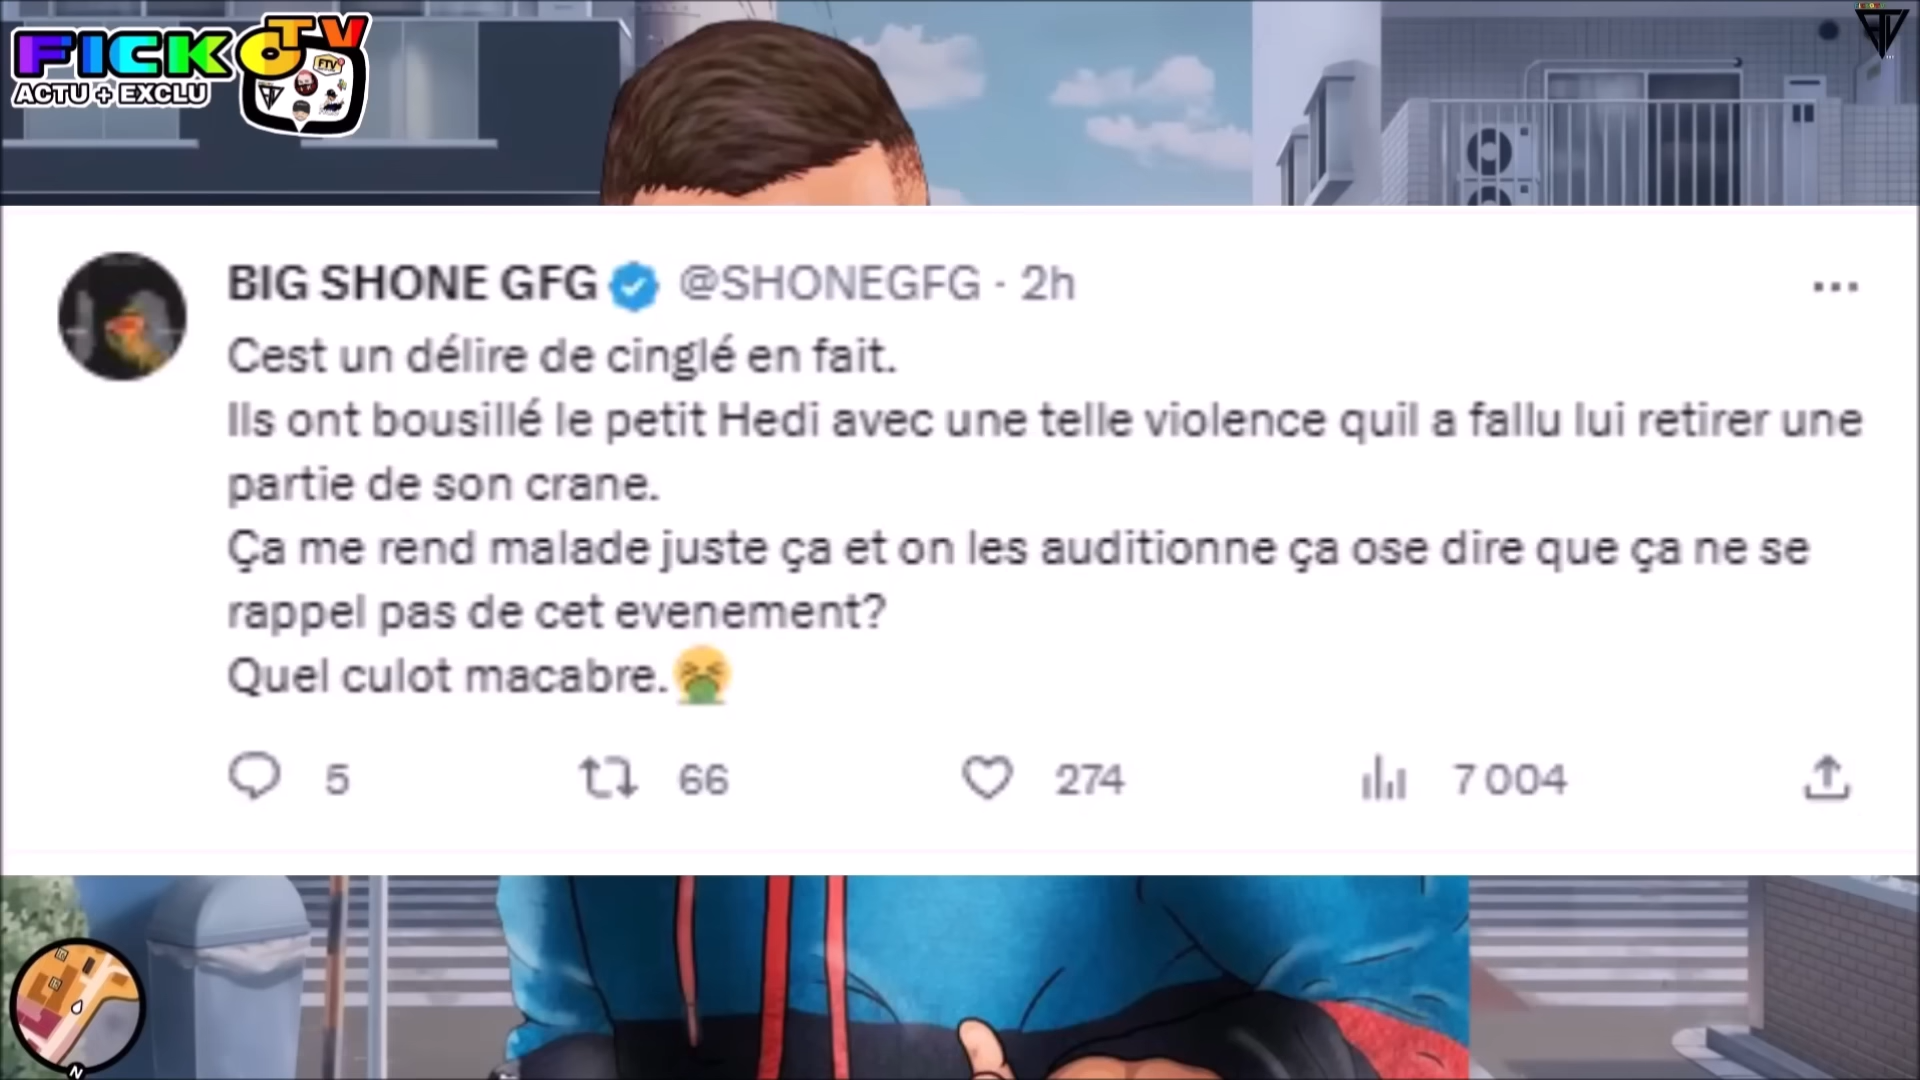 FICKO TV
ACTU + EXCLU
FTV
BIG SHONE GFG @SHONEGFG · 2h
Cest un délire de cinglé en fait.
Ils ont bousillé le petit Hedi avec une telle violence quil a fallu lui retirer une
partie de son crane.
Ça me rend malade juste ça et on les auditionne ça ose dire que ça ne se
rappel pas de cet evenement?
Quel culot macabre.🤮
5 66 274 7 004
N